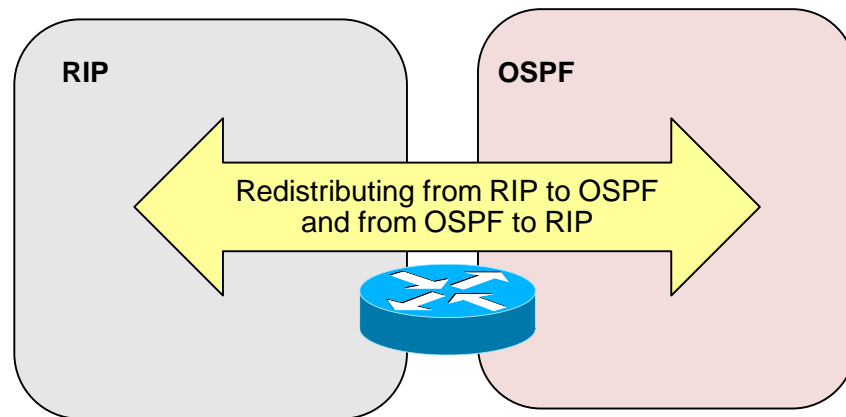 RIP
OSPF
Redistributing from RIP to OSPF
and from OSPF to RIP